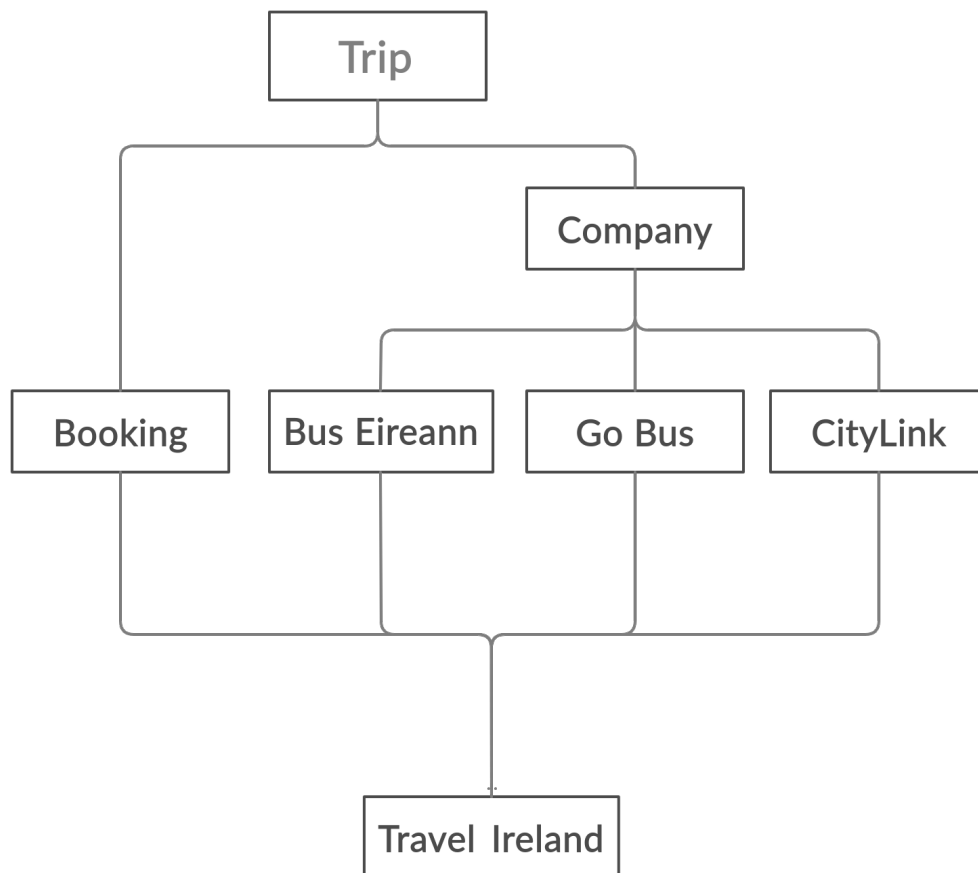 Trip
Company
Booking
Bus Eireann
Go Bus
CityLink
Travel Ireland